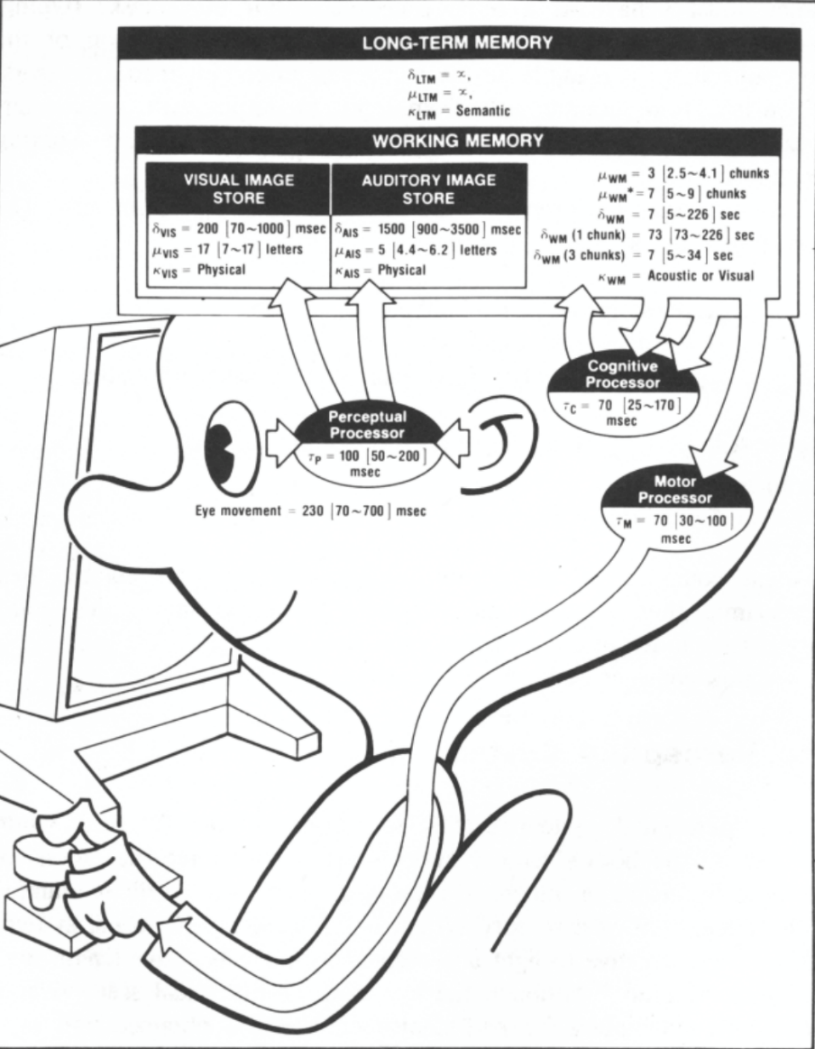 LONG-TERM MEMORY
δLTM = ∝,
μLTM = ∝,
κLTM = Semantic
WORKING MEMORY
VISUAL IMAGE
STORE
δVIS = 200 [70~1000] msec
μVIS = 17 [7~17] letters
κVIS = Physical
AUDITORY IMAGE
STORE
δAIS = 1500 [900~3500] msec
μAIS = 5 [4.4~6.2] letters
κAIS = Physical
μWM = 3 [2.5~4.1] chunks
μWM* = 7 [5~9] chunks
δWM = 7 [5~226] sec
δWM (1 chunk) = 73 [73~226] sec
δWM (3 chunks) = 7 [5~34] sec
κWM = Acoustic or Visual
Cognitive
Processor
τC = 70 [25~170]
msec
Perceptual
Processor
τP = 100 [50~200]
msec
Eye movement = 230 [70~700] msec
Motor
Processor
τM = 70 [30~100]
msec